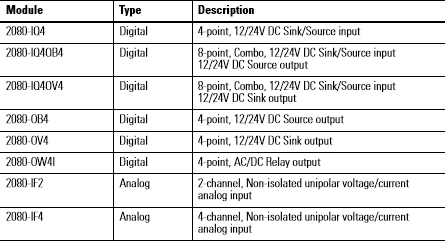 Module Type Description
2080-IQ4 Digital 4-point, 12/24V DC Sink/Source input
2080-IQ4OB4 Digital 8-point, Combo, 12/24V DC Sink/Source input
12/24V DC Source output
2080-IQ4OV4 Digital 8-point, Combo, 12/24V DC Sink/Source input
12/24V DC Sink output
2080-OB4 Digital 4-point, 12/24V DC Source output
2080-OV4 Digital 4-point, 12/24V DC Sink output
2080-OW4I Digital 4-point, AC/DC Relay output
2080-IF2 Analog 2-channel, Non-isolated unipolar voltage/current
analog input
2080-IF4 Analog 4-channel, Non-isolated unipolar voltage/current
analog input